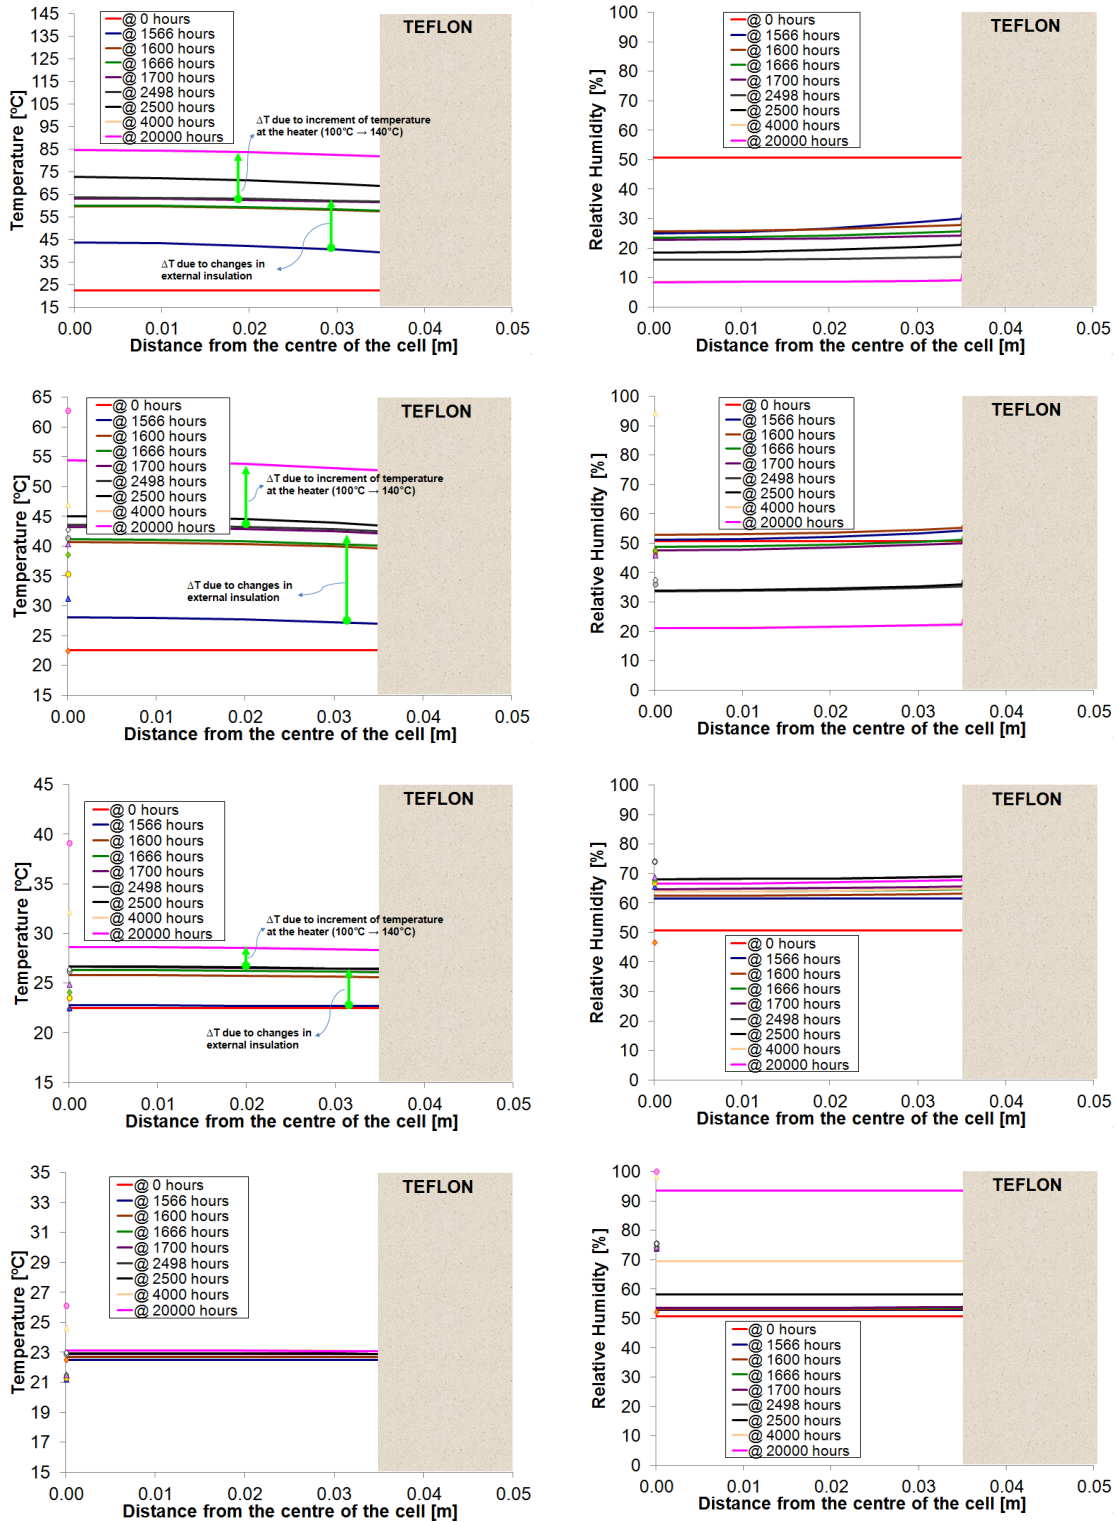 Temperature [ºC]
145
135
125
115
105
95
85
75
65
55
45
35
25
15
TEFLON
@ 0 hours
@ 1566 hours
@ 1600 hours
@ 1666 hours
@ 1700 hours
@ 2498 hours
@ 2500 hours
@ 4000 hours
@ 20000 hours
ΔT due to increment of temperature
at the heater (100°C → 140°C)
ΔT due to changes in
external insulation
0.00 0.01 0.02 0.03 0.04 0.05
Distance from the centre of the cell [m]
Relative Humidity [%]
100
90
80
70
60
50
40
30
20
10
0
TEFLON
@ 0 hours
@ 1566 hours
@ 1600 hours
@ 1666 hours
@ 1700 hours
@ 2498 hours
@ 2500 hours
@ 4000 hours
@ 20000 hours
0.00 0.01 0.02 0.03 0.04 0.05
Distance from the centre of the cell [m]
Temperature [ºC]
65
60
55
50
45
40
35
30
25
20
15
TEFLON
@ 0 hours
@ 1566 hours
@ 1600 hours
@ 1666 hours
@ 1700 hours
@ 2498 hours
@ 2500 hours
@ 4000 hours
@ 20000 hours
ΔT due to increment of temperature
at the heater (100°C → 140°C)
ΔT due to changes in
external insulation
0.00 0.01 0.02 0.03 0.04 0.05
Distance from the centre of the cell [m]
Relative Humidity [%]
100
90
80
70
60
50
40
30
20
10
0
TEFLON
@ 0 hours
@ 1566 hours
@ 1600 hours
@ 1666 hours
@ 1700 hours
@ 2498 hours
@ 2500 hours
@ 4000 hours
@ 20000 hours
0.00 0.01 0.02 0.03 0.04 0.05
Distance from the centre of the cell [m]
Temperature [ºC]
45
40
35
30
25
20
15
TEFLON
@ 0 hours
@ 1566 hours
@ 1600 hours
@ 1666 hours
@ 1700 hours
@ 2498 hours
@ 2500 hours
@ 4000 hours
@ 20000 hours
ΔT due to increment of temperature
at the heater (100°C → 140°C)
ΔT due to changes in
external insulation
0.00 0.01 0.02 0.03 0.04 0.05
Distance from the centre of the cell [m]
Relative Humidity [%]
100
90
80
70
60
50
40
30
20
10
0
TEFLON
@ 0 hours
@ 1566 hours
@ 1600 hours
@ 1666 hours
@ 1700 hours
@ 2498 hours
@ 2500 hours
@ 4000 hours
@ 20000 hours
0.00 0.01 0.02 0.03 0.04 0.05
Distance from the centre of the cell [m]
Temperature [ºC]
35
33
31
29
27
25
23
21
19
17
15
TEFLON
@ 0 hours
@ 1566 hours
@ 1600 hours
@ 1666 hours
@ 1700 hours
@ 2498 hours
@ 2500 hours
@ 4000 hours
@ 20000 hours
0.00 0.01 0.02 0.03 0.04 0.05
Distance from the centre of the cell [m]
Relative Humidity [%]
100
90
80
70
60
50
40
30
20
10
0
TEFLON
@ 0 hours
@ 1566 hours
@ 1600 hours
@ 1666 hours
@ 1700 hours
@ 2498 hours
@ 2500 hours
@ 4000 hours
@ 20000 hours
0.00 0.01 0.02 0.03 0.04 0.05
Distance from the centre of the cell [m]